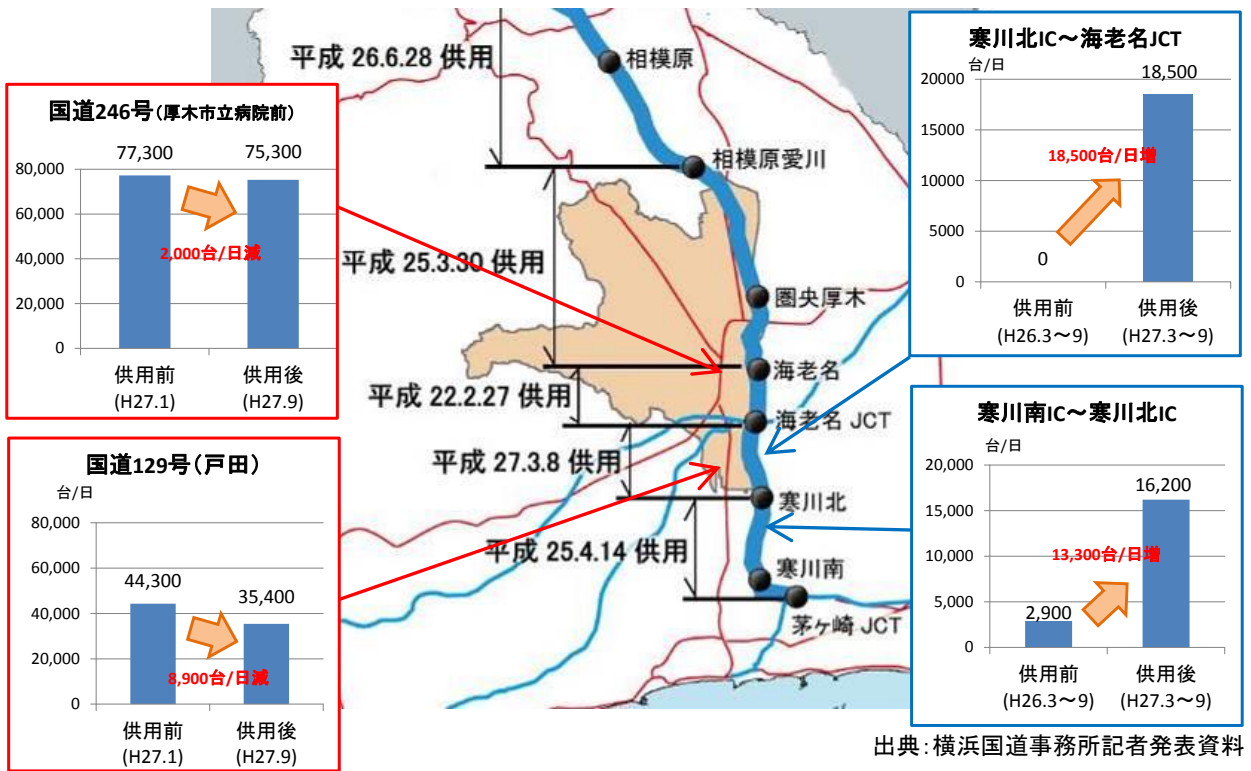 国道246号(厚木市立病院前)
77,300
75,300
80,000
60,000
40,000
20,000
0
2,000台/日減
供用前
(H27.1)
供用後
(H27.9)
国道129号(戸田)
台/日
80,000
60,000
40,000
20,000
0
44,300
35,400
8,900台/日減
供用前
(H27.1)
供用後
(H27.9)
平成 26.6.28 供用
平成 25.3.30 供用
平成 22.2.27 供用
平成 27.3.8 供用
平成 25.4.14 供用
相模原
相模原愛川
圏央厚木
海老名
海老名 JCT
寒川北
寒川南
茅ヶ崎 JCT
寒川北IC～海老名JCT
台/日
20000
15000
10000
5000
0
18,500
18,500台/日増
0
供用前
(H26.3～9)
供用後
(H27.3～9)
寒川南IC～寒川北IC
台/日
20,000
15,000
10,000
5,000
0
16,200
13,300台/日増
2,900
供用前
(H26.3～9)
供用後
(H27.3～9)
出典：横浜国道事務所記者発表資料